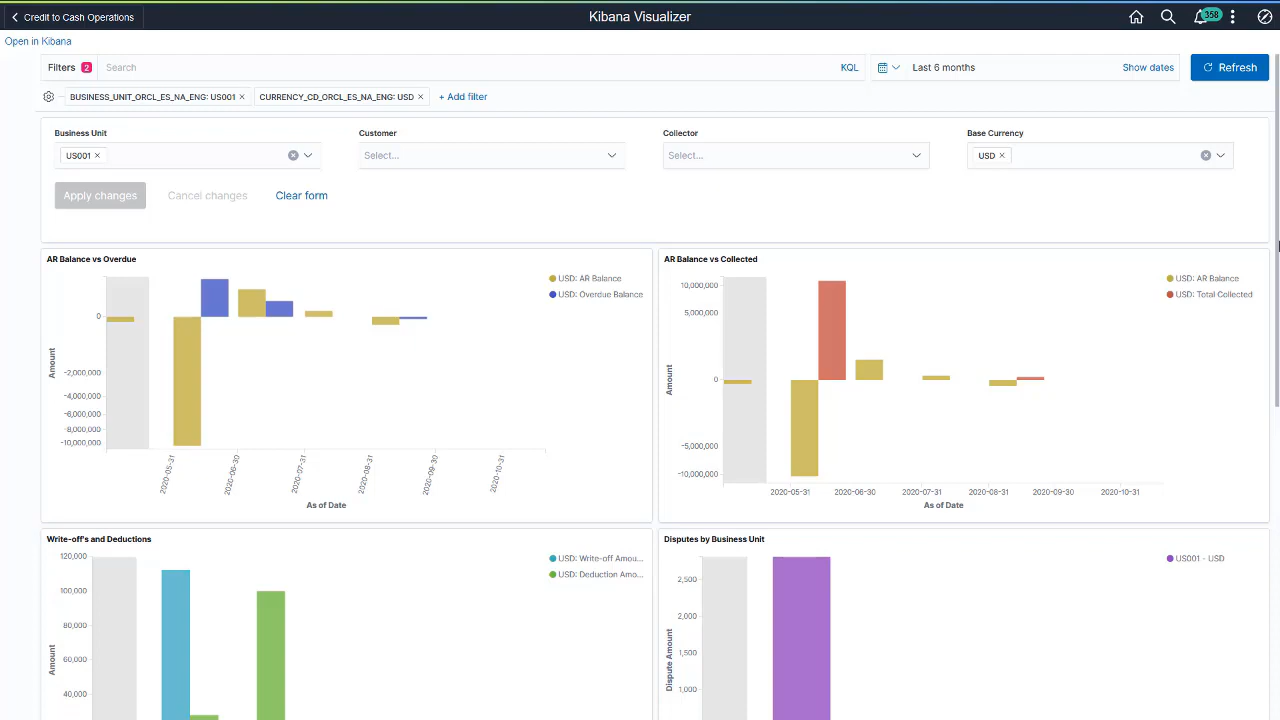 Credit to Cash Operations
Kibana Visualizer
358
Open in Kibana
Filters 2
Search
KQL
Last 6 months
Show dates
Refresh
BUSINESS_UNIT_ORCL_ES_NA_ENG: US001 ×
CURRENCY_CD_ORCL_ES_NA_ENG: USD ×
+ Add filter
Business Unit
Customer
Collector
Base Currency
US001 ×
Select...
Select...
USD ×
Apply changes
Cancel changes
Clear form
AR Balance vs Overdue
USD: AR Balance
USD: Overdue Balance
0
-2,000,000
-4,000,000
-6,000,000
-8,000,000
-10,000,000
Amount
2020-05-31
2020-06-30
2020-07-31
2020-08-31
2020-09-30
2020-10-31
As of Date
AR Balance vs Collected
USD: AR Balance
USD: Total Collected
10,000,000
5,000,000
0
-5,000,000
-10,000,000
Amount
2020-05-31
2020-06-30
2020-07-31
2020-08-31
2020-09-30
2020-10-31
As of Date
Write-off's and Deductions
USD: Write-off Amou...
USD: Deduction Amo...
120,000
100,000
80,000
60,000
40,000
Amount
Disputes by Business Unit
US001 - USD
2,500
2,000
1,500
1,000
Dispute Amount